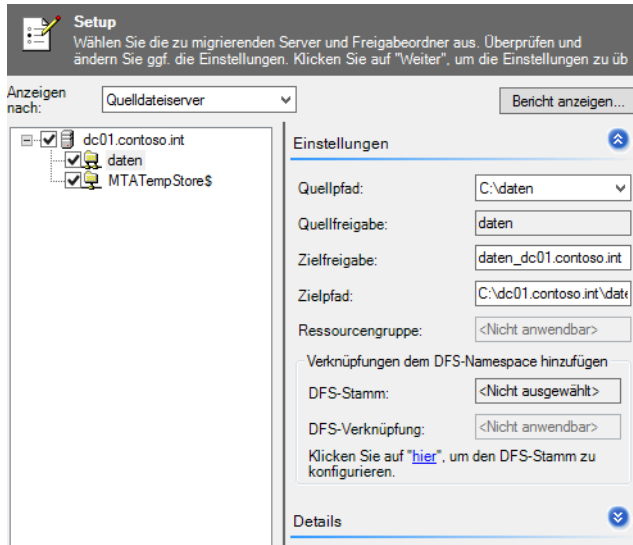 Setup
Wählen Sie die zu migrierenden Server und Freigabeordner aus. Überprüfen und
ändern Sie ggf. die Einstellungen. Klicken Sie auf "Weiter", um die Einstellungen zu üb
Anzeigen
nach:
Quelldateiserver
Bericht anzeigen...
dc01.contoso.int
daten
MTATempStore$
Einstellungen
Quellpfad:
C:\daten
Quellfreigabe:
daten
Zielfreigabe:
daten_dc01.contoso.int
Zielpfad:
C:\dc01.contoso.int\date
Ressourcengruppe:
<Nicht anwendbar>
Verknüpfungen dem DFS-Namespace hinzufügen
DFS-Stamm:
<Nicht ausgewählt>
DFS-Verknüpfung:
<Nicht anwendbar>
Klicken Sie auf "hier", um den DFS-Stamm zu
konfigurieren.
Details